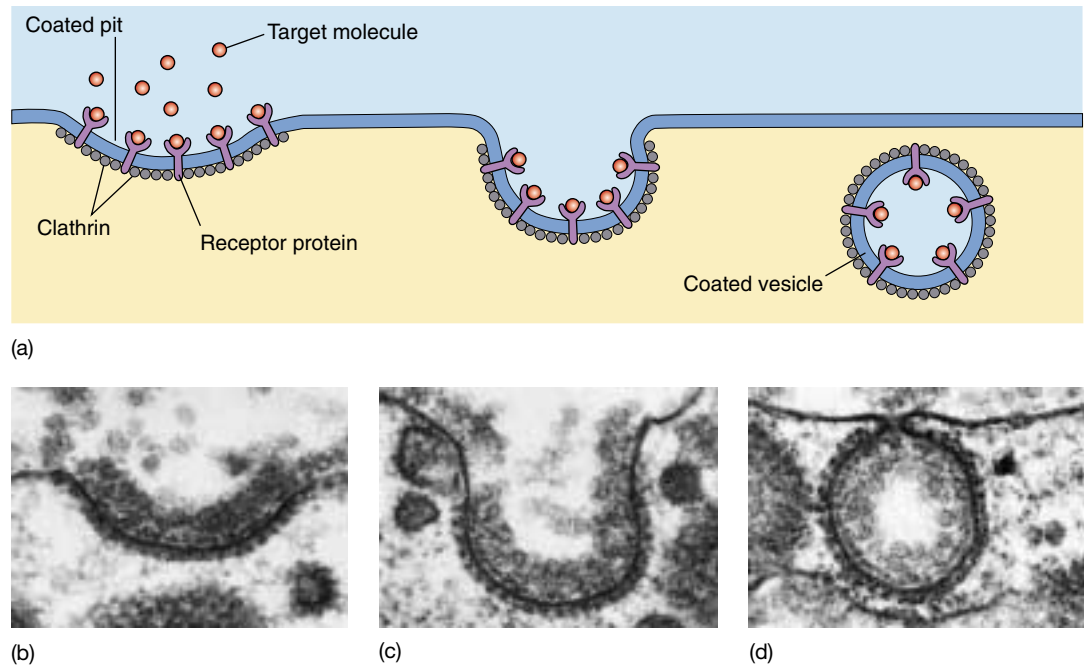 Coated pit
Target molecule
Clathrin
Receptor protein
Coated vesicle
(a)
(b)
(c)
(d)